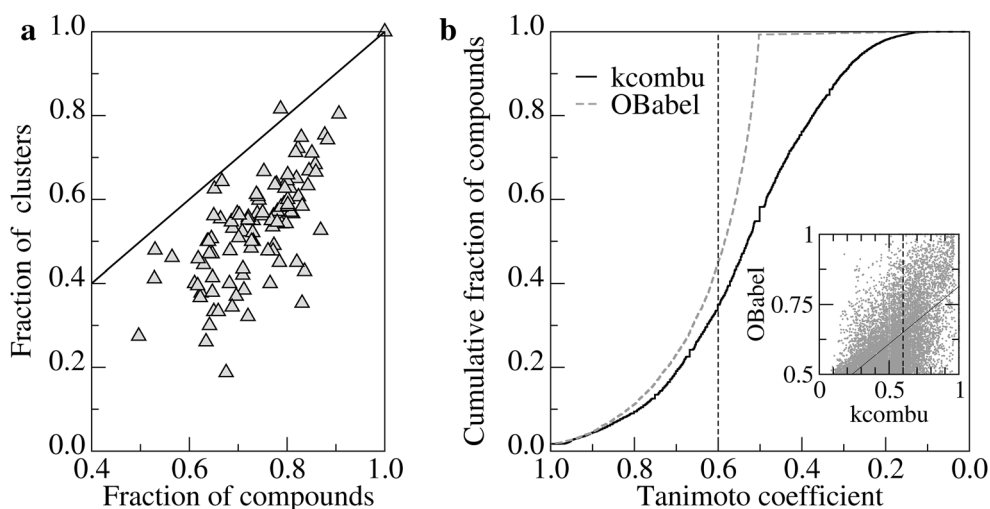 a
1.0
0.8
0.6
0.4
0.2
0.0
Fraction of clusters
0.4
0.6
0.8
1.0
Fraction of compounds
b
1.0
0.8
0.6
0.4
0.2
0.0
Cumulative fraction of compounds
kcombu
OBabel
1.0
0.8
0.6
0.4
0.2
0.0
Tanimoto coefficient
1
0.75
0.5
OBabel
0
0.5
1
kcombu